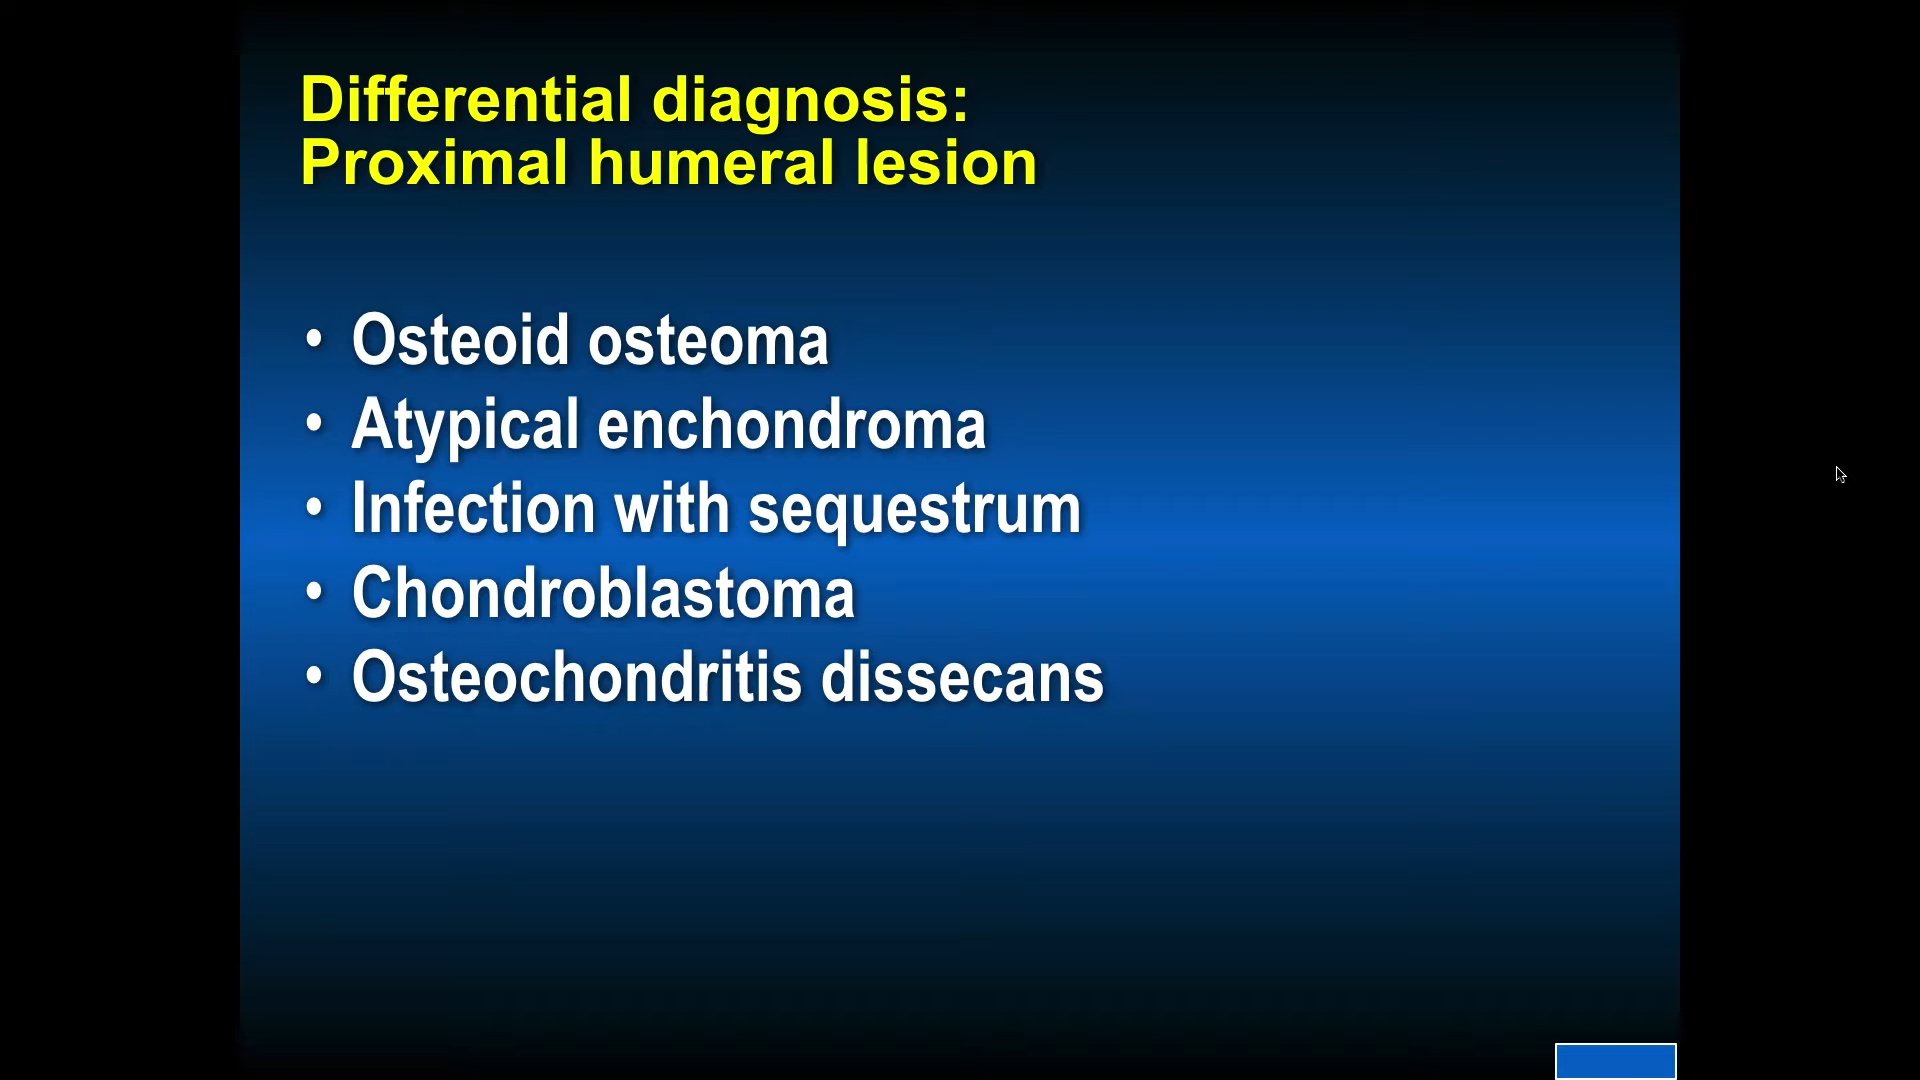 Differential diagnosis:
Proximal humeral lesion
• Osteoid osteoma
• Atypical enchondroma
• Infection with sequestrum
• Chondroblastoma
• Osteochondritis dissecans